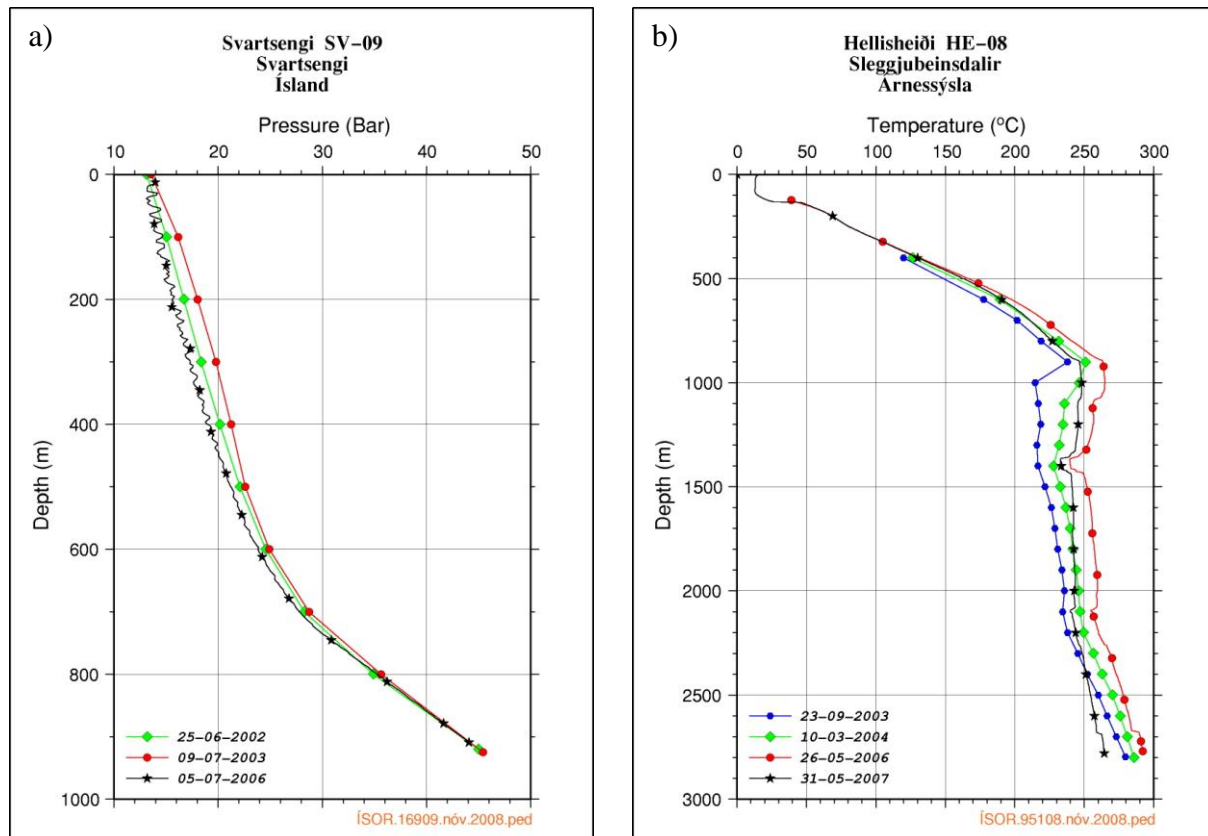 a)
Svartsengi SV-09
Svartsengi
Ísland
Pressure (Bar)
10 20 30 40 50
Depth (m)
0
200
400
600
800
1000
25-06-2002
09-07-2003
05-07-2006
ÍSOR.16909.nóv.2008.ped
b)
Hellisheiði HE-08
Sleggjubeinsdalir
Árnessýsla
Temperature (°C)
0 50 100 150 200 250 300
Depth (m)
0
500
1000
1500
2000
2500
3000
23-09-2003
10-03-2004
26-05-2006
31-05-2007
ÍSOR.95108.nóv.2008.ped